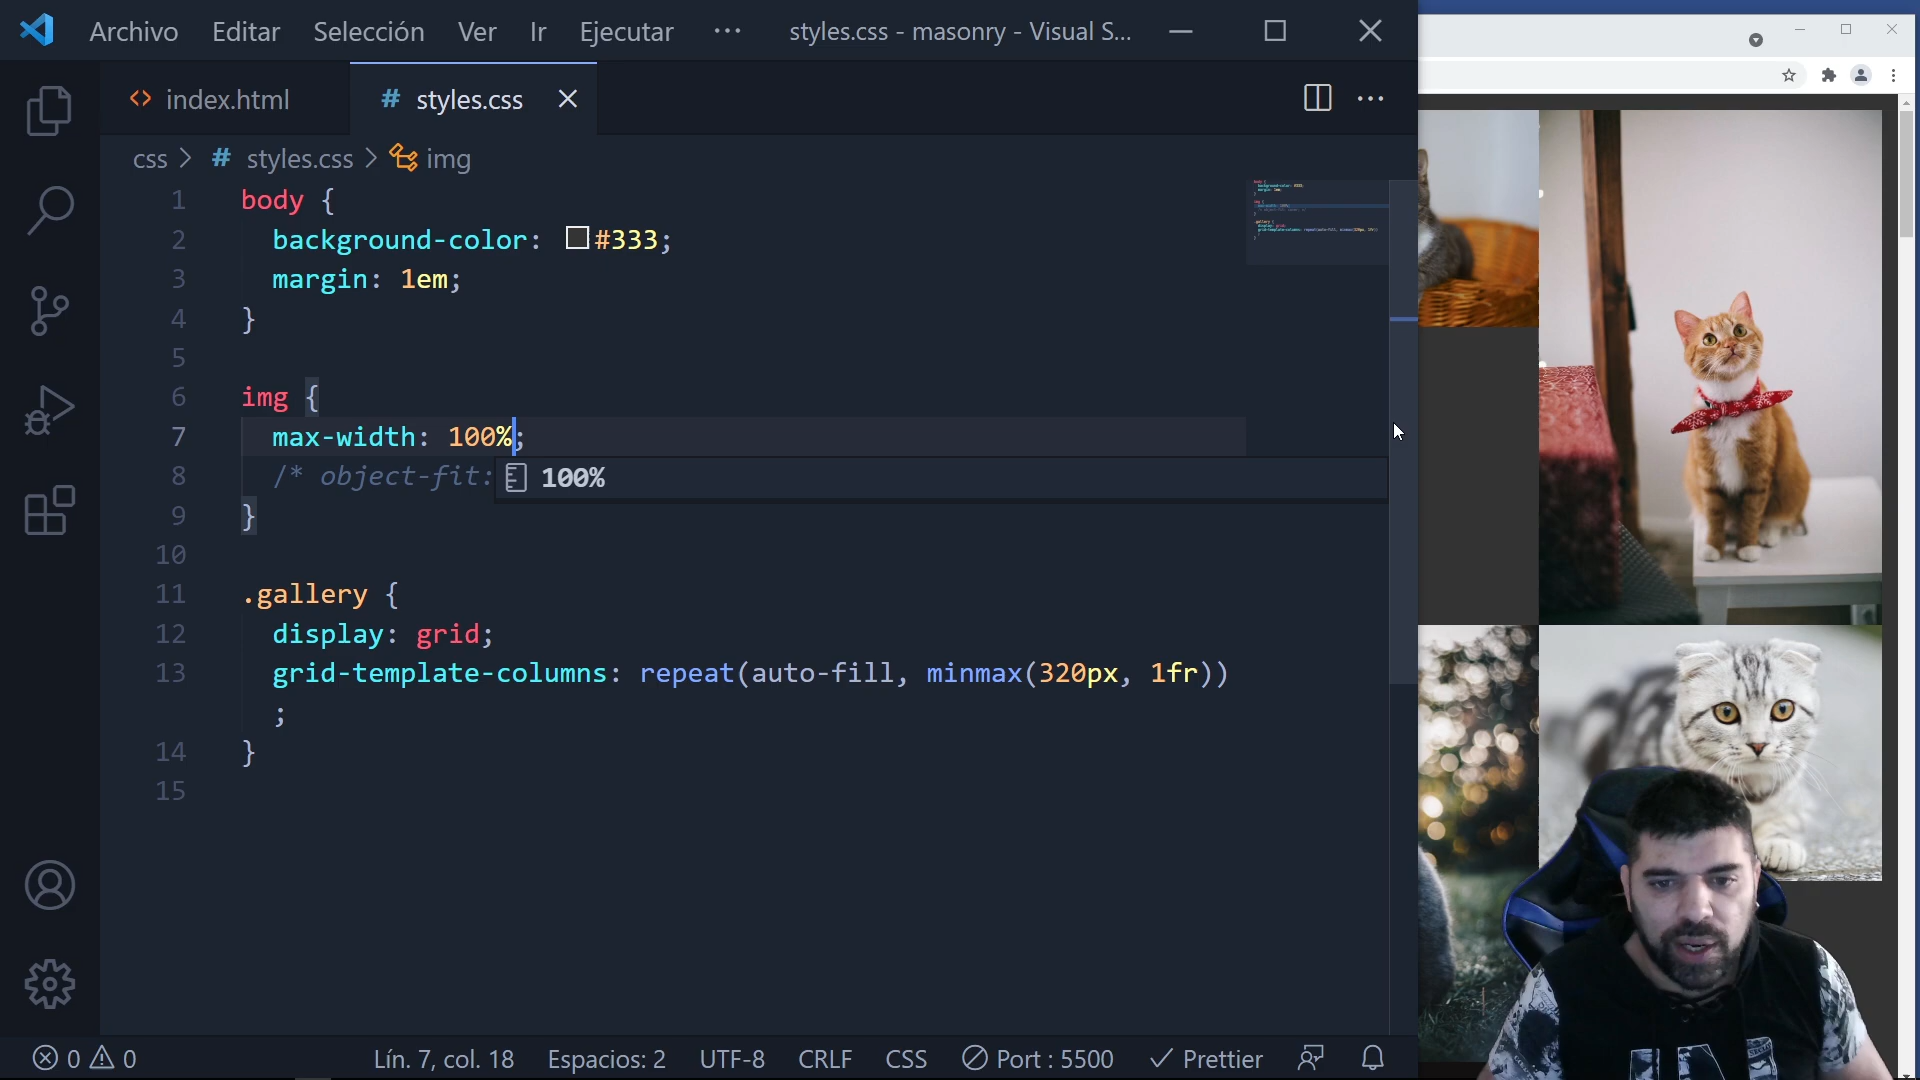 Archivo Editar Selección Ver Ir Ejecutar ··· styles.css - masonry - Visual S...
index.html # styles.css
css > # styles.css > img
1 body {
2 background-color: #333;
3 margin: 1em;
4 }
5
6 img {
7 max-width: 100%;
8 /* object-fit: 100%
9 }
10
11 .gallery {
12 display: grid;
13 grid-template-columns: repeat(auto-fill, minmax(320px, 1fr))
;
14 }
15
0 0 Lín. 7, col. 18 Espacios: 2 UTF-8 CRLF CSS Port : 5500 Prettier